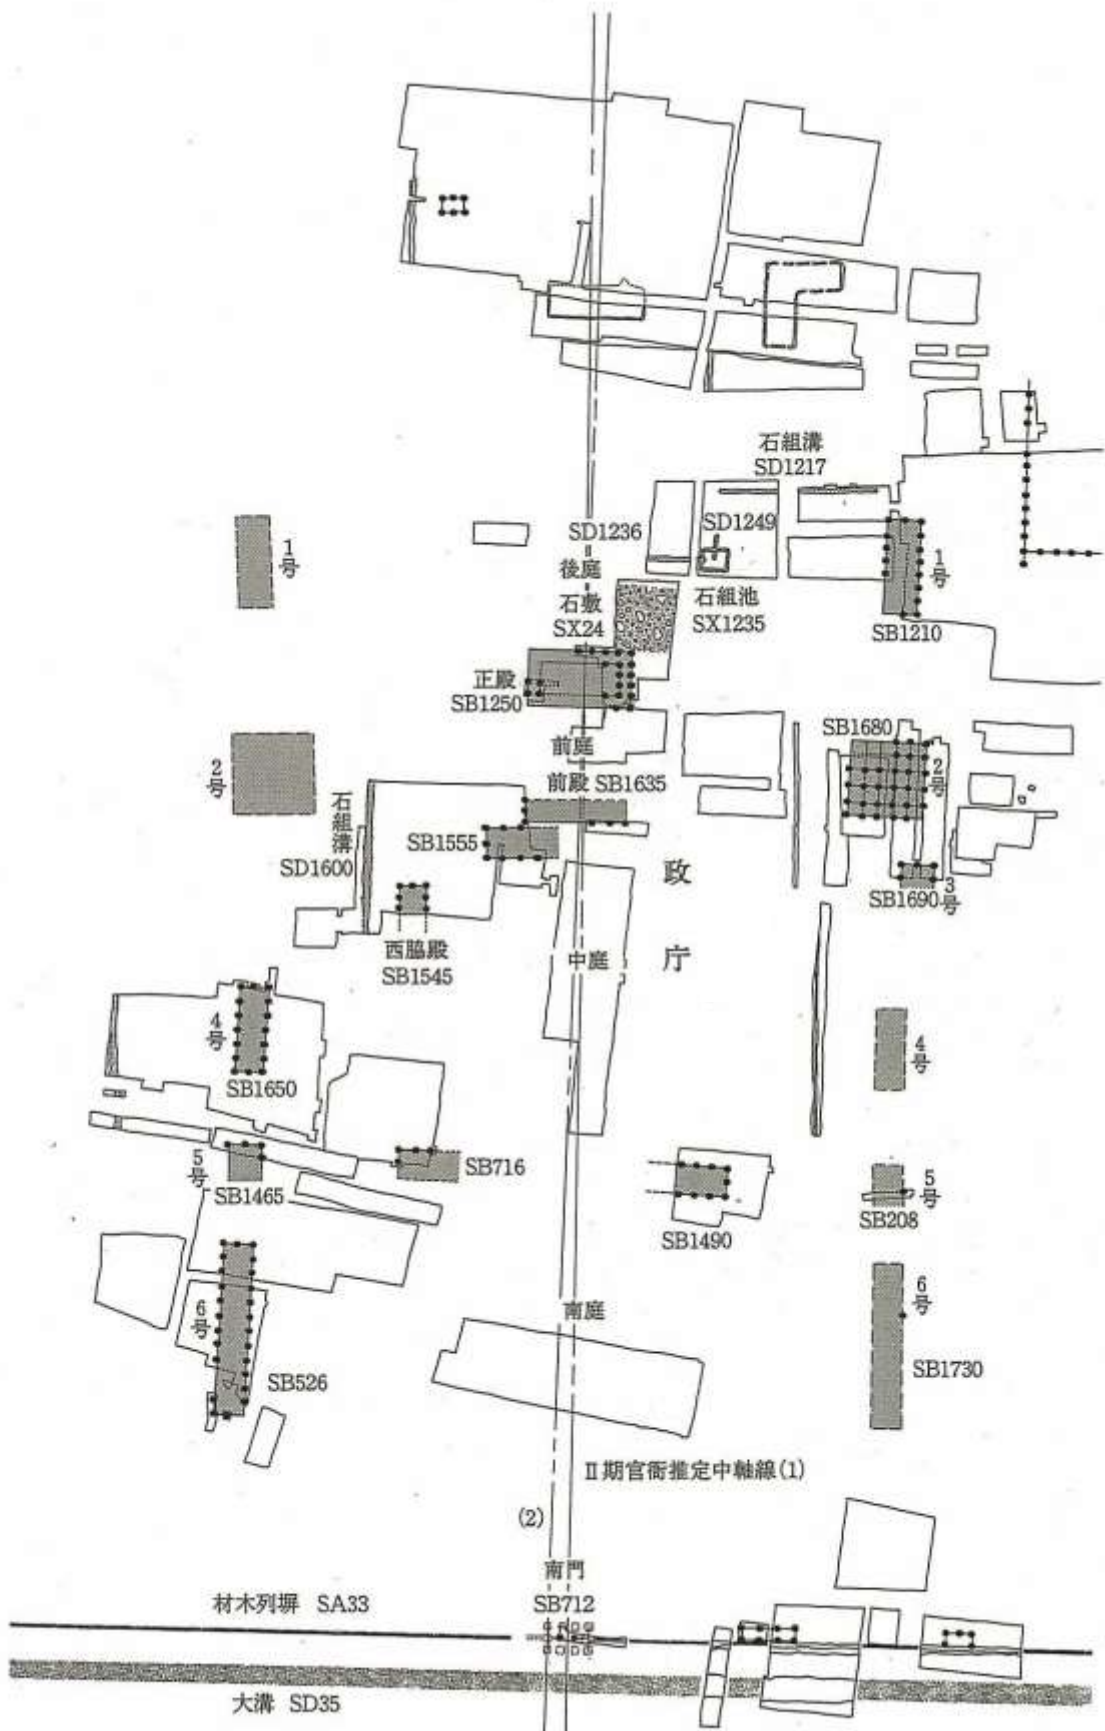 石組溝
SD1217
SD1236
SD1249
後庭
1号
1号
石敷
SX24
石組池
SX1235
SB1210
正殿
SB1250
前庭
SB1680
2号
2号
前殿 SB1635
石組溝
SD1600
SB1555
政庁
SB1690
3号
西脇殿
SB1545
中庭
4号
SB1650
4号
5号
SB1465
SB716
5号
SB208
SB1490
6号
南庭
6号
SB526
SB1730
Ⅱ期官衙推定中軸線(1)
(2)
南門
SB712
材木列塀 SA33
大溝 SD35